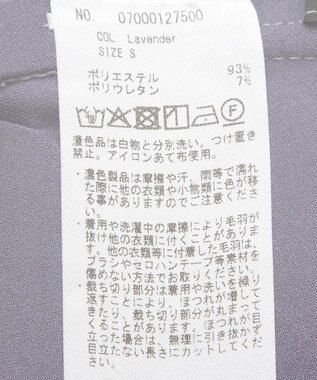 NO. 07000127500
COL Lavender
SIZE S
ポリエステル 93%
ポリウレタン 7%
濃色品は白物と分別洗い。つけ置き
禁止。アイロンあて布使用。
・濃色製品は摩擦や汗、雨等で濡れ
た際に他の衣類や小物類に色が移
る事がありますのでご注意くださ
い。
・着用や洗濯中の摩擦により毛羽が
抜け他の衣類に付くことがありま
す。他の衣類等に付着した毛羽は、
ブラシやセロハンテープ等素材を
傷めない方法でお取りください。
・裁ち切り部分は着用や洗いを繰り
返すことにより、ほつれが増して
きたり、裁ち切り部分が丸まって
くることがあります。ほつれが目
立った場合は、無理に引き抜かず
目立たない長さにカットしてくだ